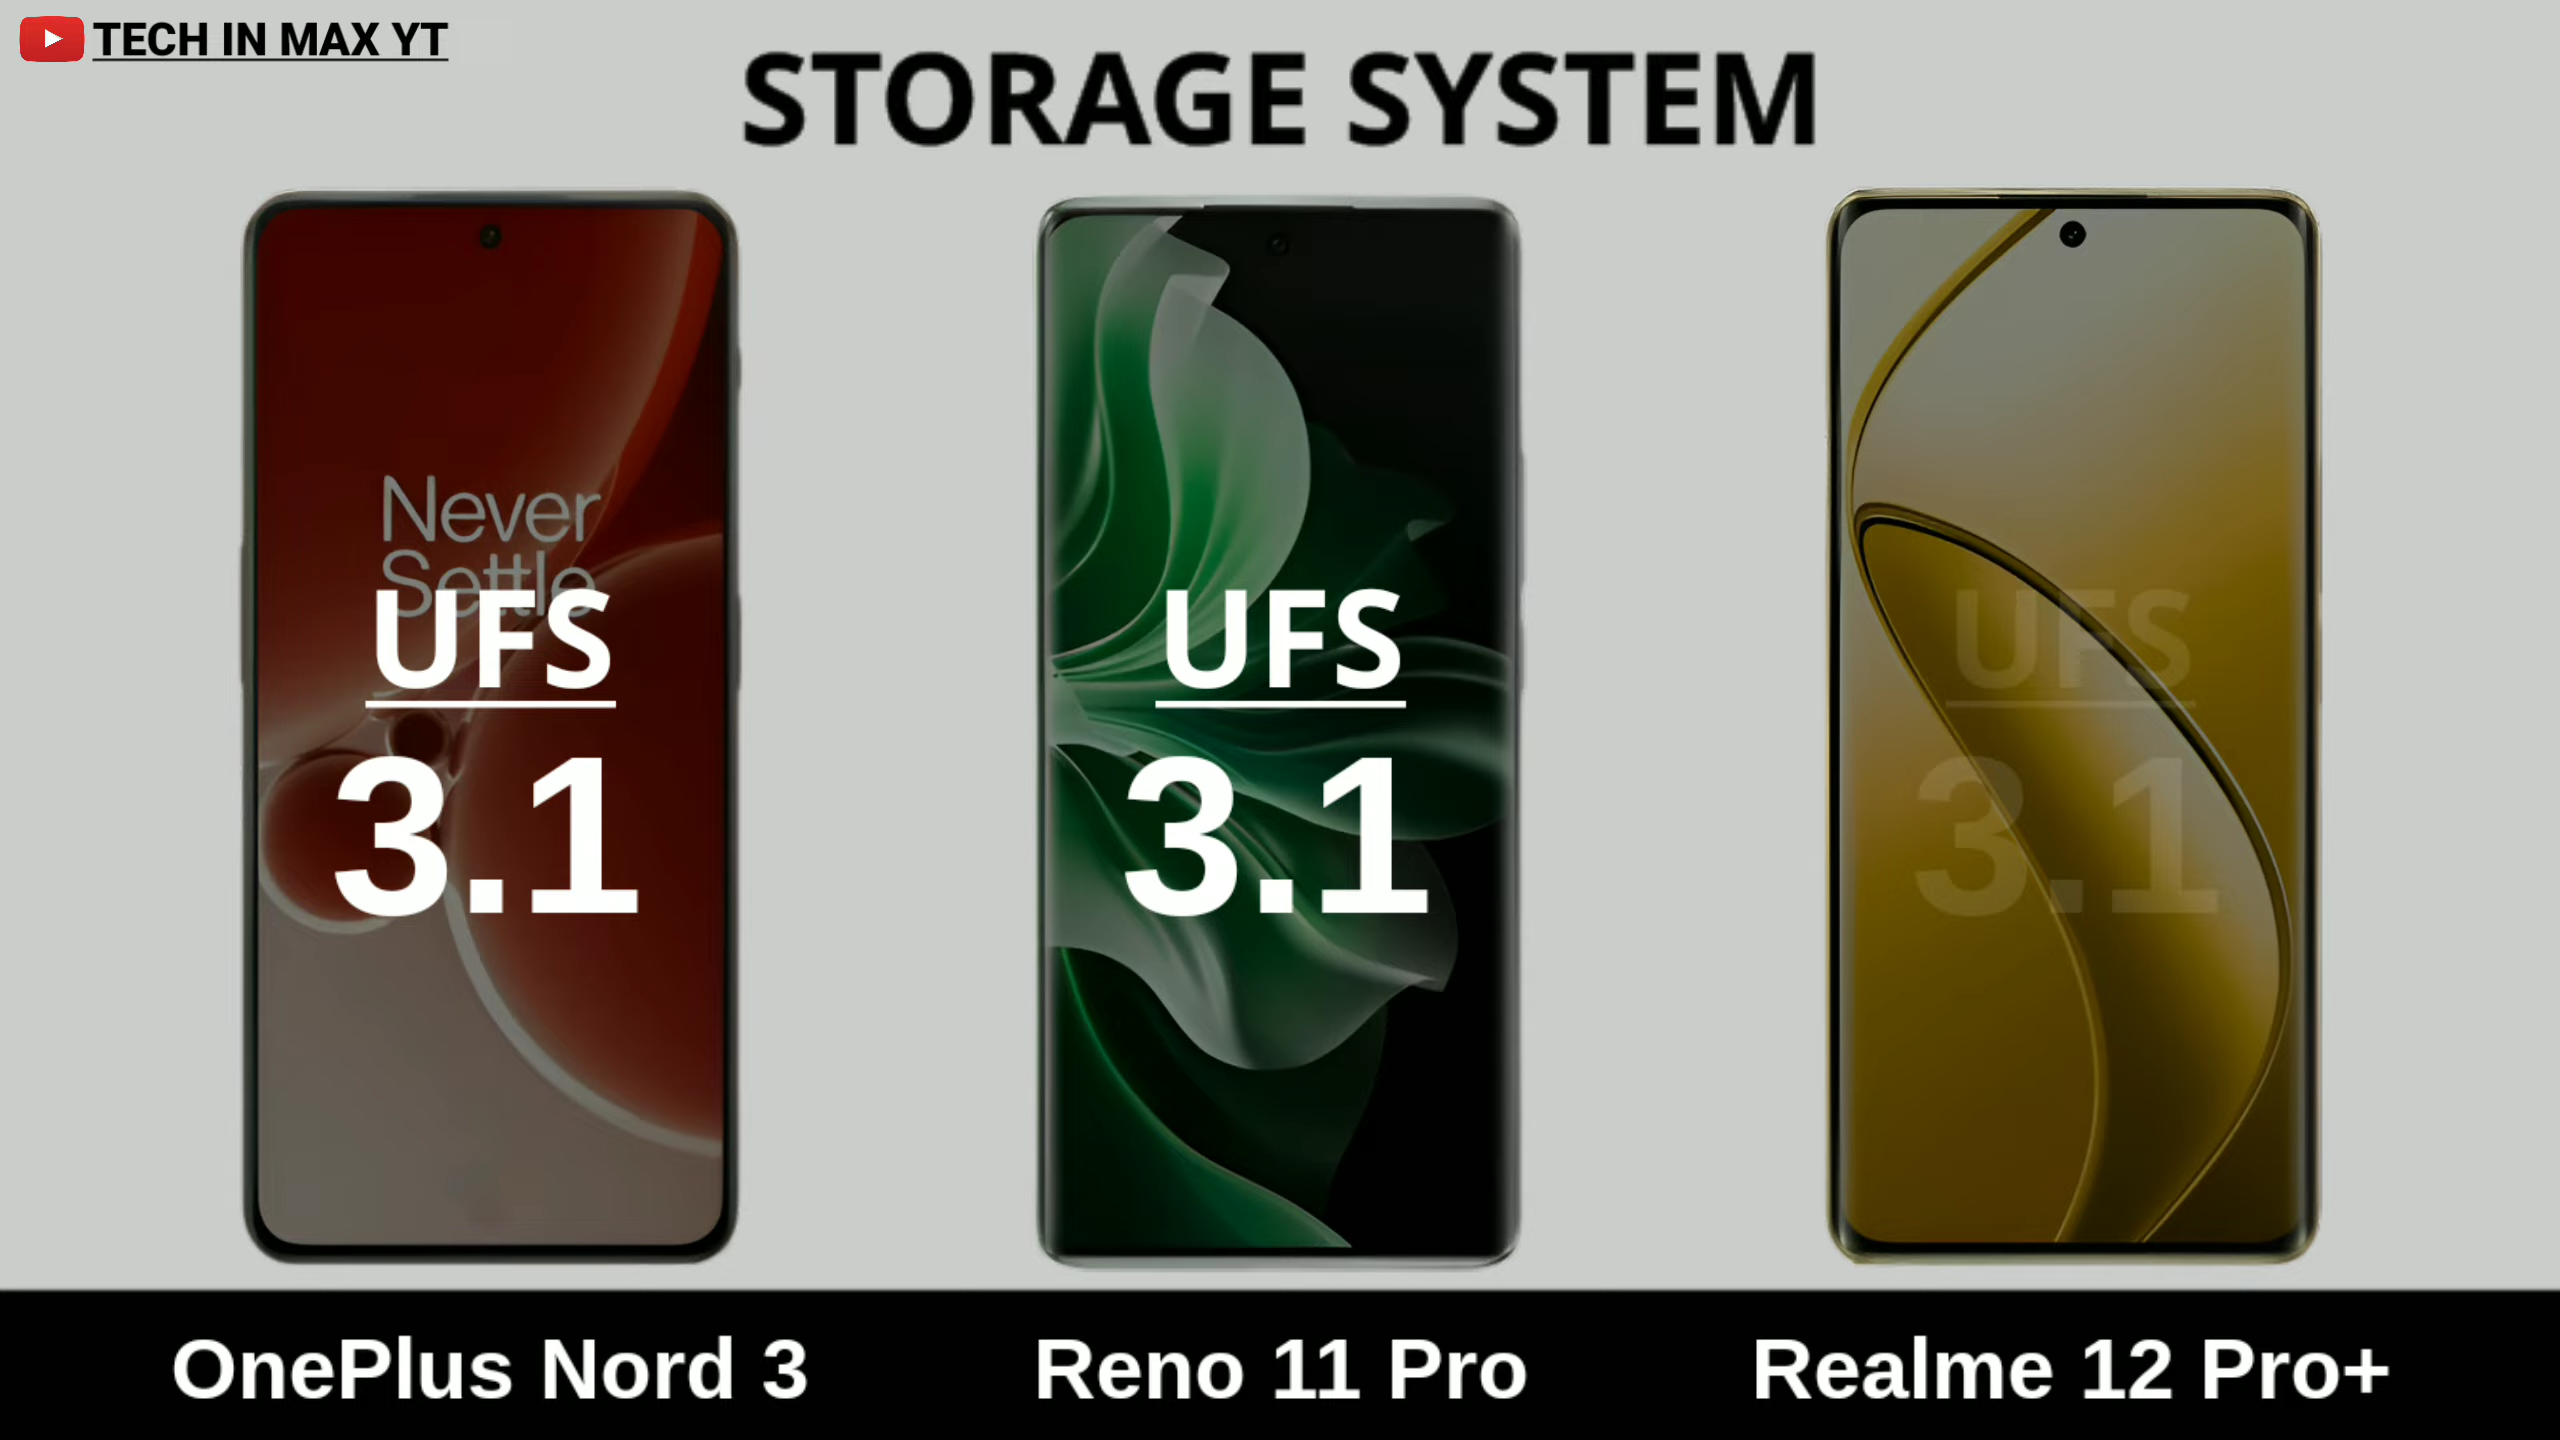 TECH IN MAX YT
STORAGE SYSTEM
Never
Settle
UFS
3.1
UFS
3.1
UFS
3.1
OnePlus Nord 3
Reno 11 Pro
Realme 12 Pro+